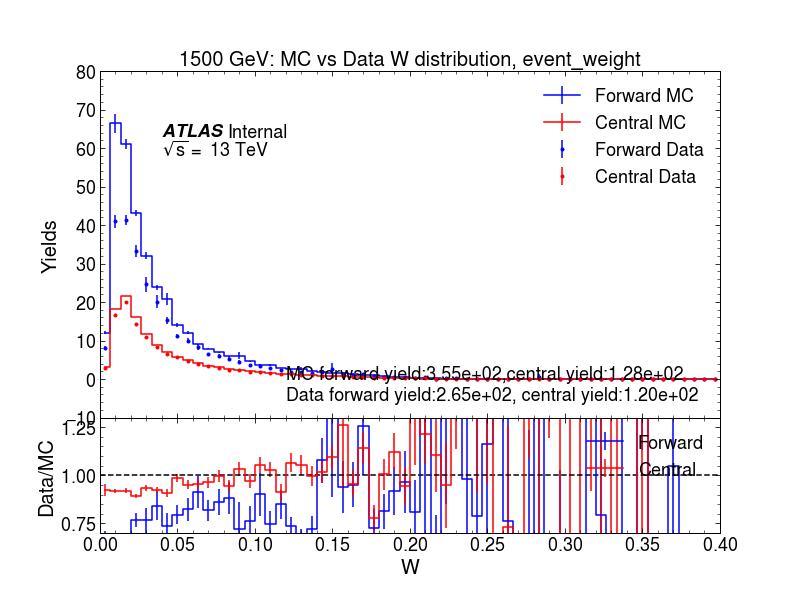 1500 GeV: MC vs Data W distribution, event_weight
80
70
60
50
40
30
20
10
0
10
Yields
ATLAS Internal
√s = 13 TeV
Forward MC
Central MC
Forward Data
Central Data
MC forward yield:3.55e+02 central yield:1.28e+02
Data forward yield:2.65e+02, central yield:1.20e+02
1.25
1.00
0.75
Data/MC
Forward
Central
0.00 0.05 0.10 0.15 0.20 0.25 0.30 0.35 0.40
W